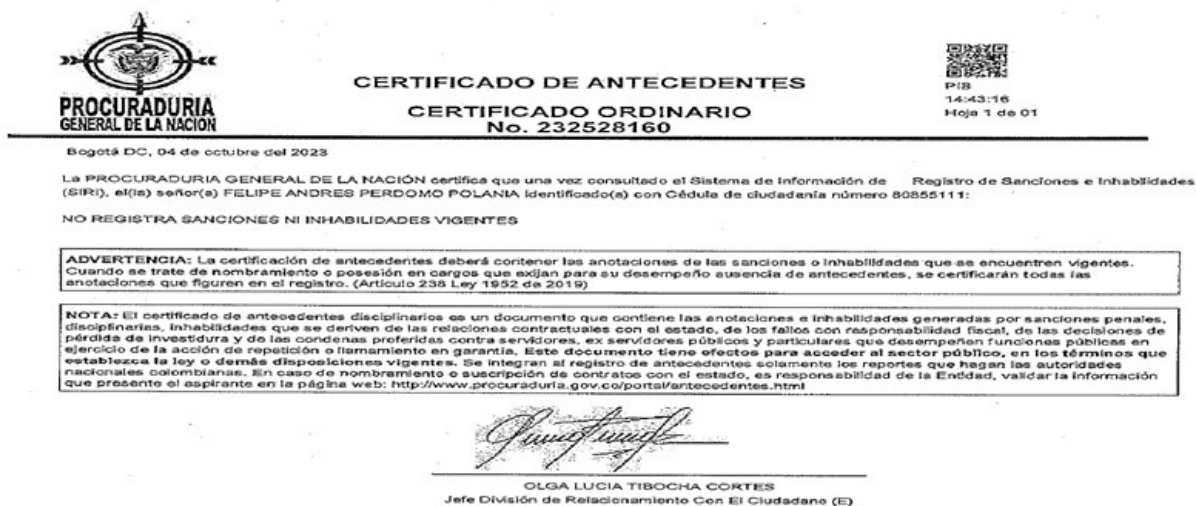 PROCURADURIA
GENERAL DE LA NACION
CERTIFICADO DE ANTECEDENTES
CERTIFICADO ORDINARIO
No. 232528160
PIB
14:43:16
Hoja 1 de 01
Bogotá DC, 04 de octubre del 2023
La PROCURADURIA GENERAL DE LA NACIÓN certifica que una vez consultado el Sistema de Información de Registro de Sanciones e Inhabilidades
(SIRI), el(la) señor(a) FELIPE ANDRES PERDOMO POLANIA identificado(a) con Cédula de ciudadanía número 80855111:
NO REGISTRA SANCIONES NI INHABILIDADES VIGENTES
ADVERTENCIA: La certificación de antecedentes deberá contener las anotaciones de las sanciones o inhabilidades que se encuentren vigentes.
Cuando se trate de nombramiento o posesión en cargos que exijan para su desempeño ausencia de antecedentes, se certificarán todas las
anotaciones que figuren en el registro. (Artículo 238 Ley 1952 de 2019)
NOTA: El certificado de antecedentes disciplinarios es un documento que contiene las anotaciones e inhabilidades generadas por sanciones penales,
disciplinarias, inhabilidades que se deriven de las relaciones contractuales con el estado, de los fallos con responsabilidad fiscal, de las decisiones de
pérdida de investidura y de las condenas proferidas contra servidores, ex servidores públicos y particulares que desempeñen funciones públicas en
ejercicio de la acción de repetición o llamamiento en garantía. Este documento tiene efectos para acceder al sector público, en los términos que
establezca la ley o demás disposiciones vigentes. Se integran al registro de antecedentes solamente los reportes que hagan las autoridades
nacionales colombianas. En caso de nombramiento o suscripción de contratos con el estado, es responsabilidad de la Entidad, validar la información
que presente el aspirante en la página web: http://www.procuraduria.gov.co/portal/antecedentes.html
OLGA LUCIA TIBOCHA CORTES
Jefe División de Relacionamiento Con El Ciudadano (E)